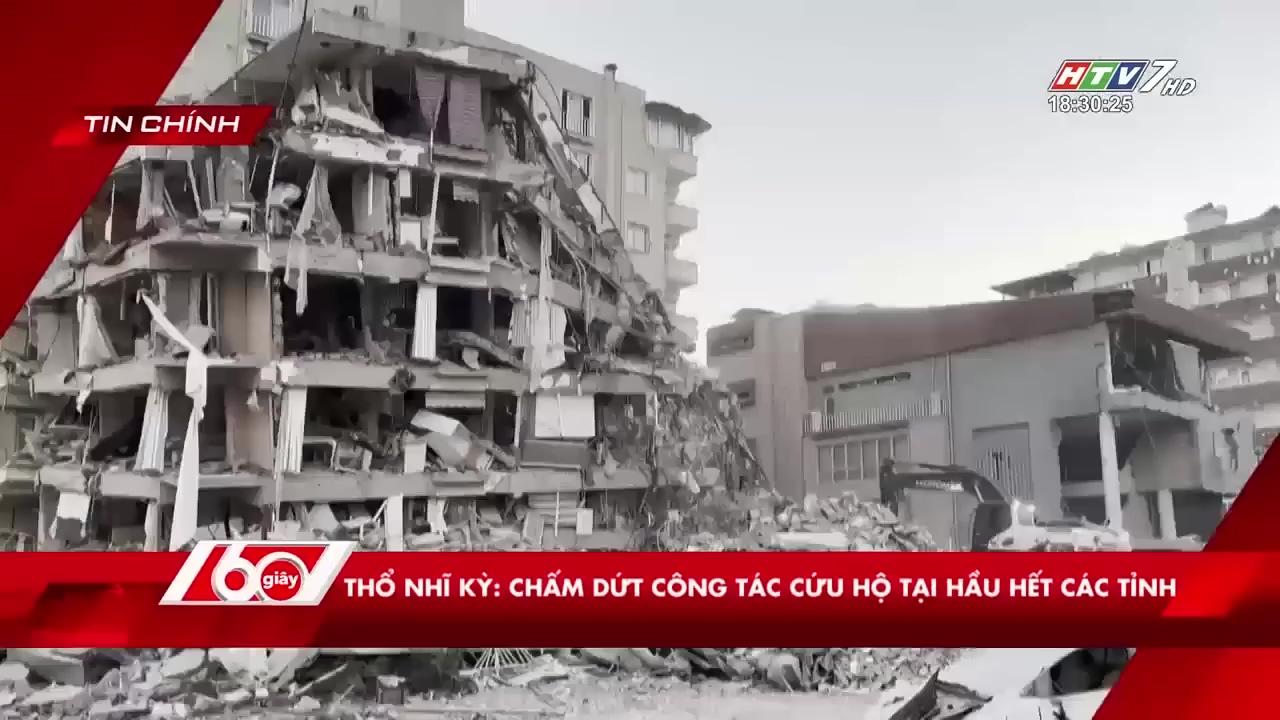 HTV7 HD
18:30:25
TIN CHÍNH
60 giây
THỔ NHĨ KỲ: CHẤM DỨT CÔNG TÁC CỨU HỘ TẠI HẦU HẾT CÁC TỈNH